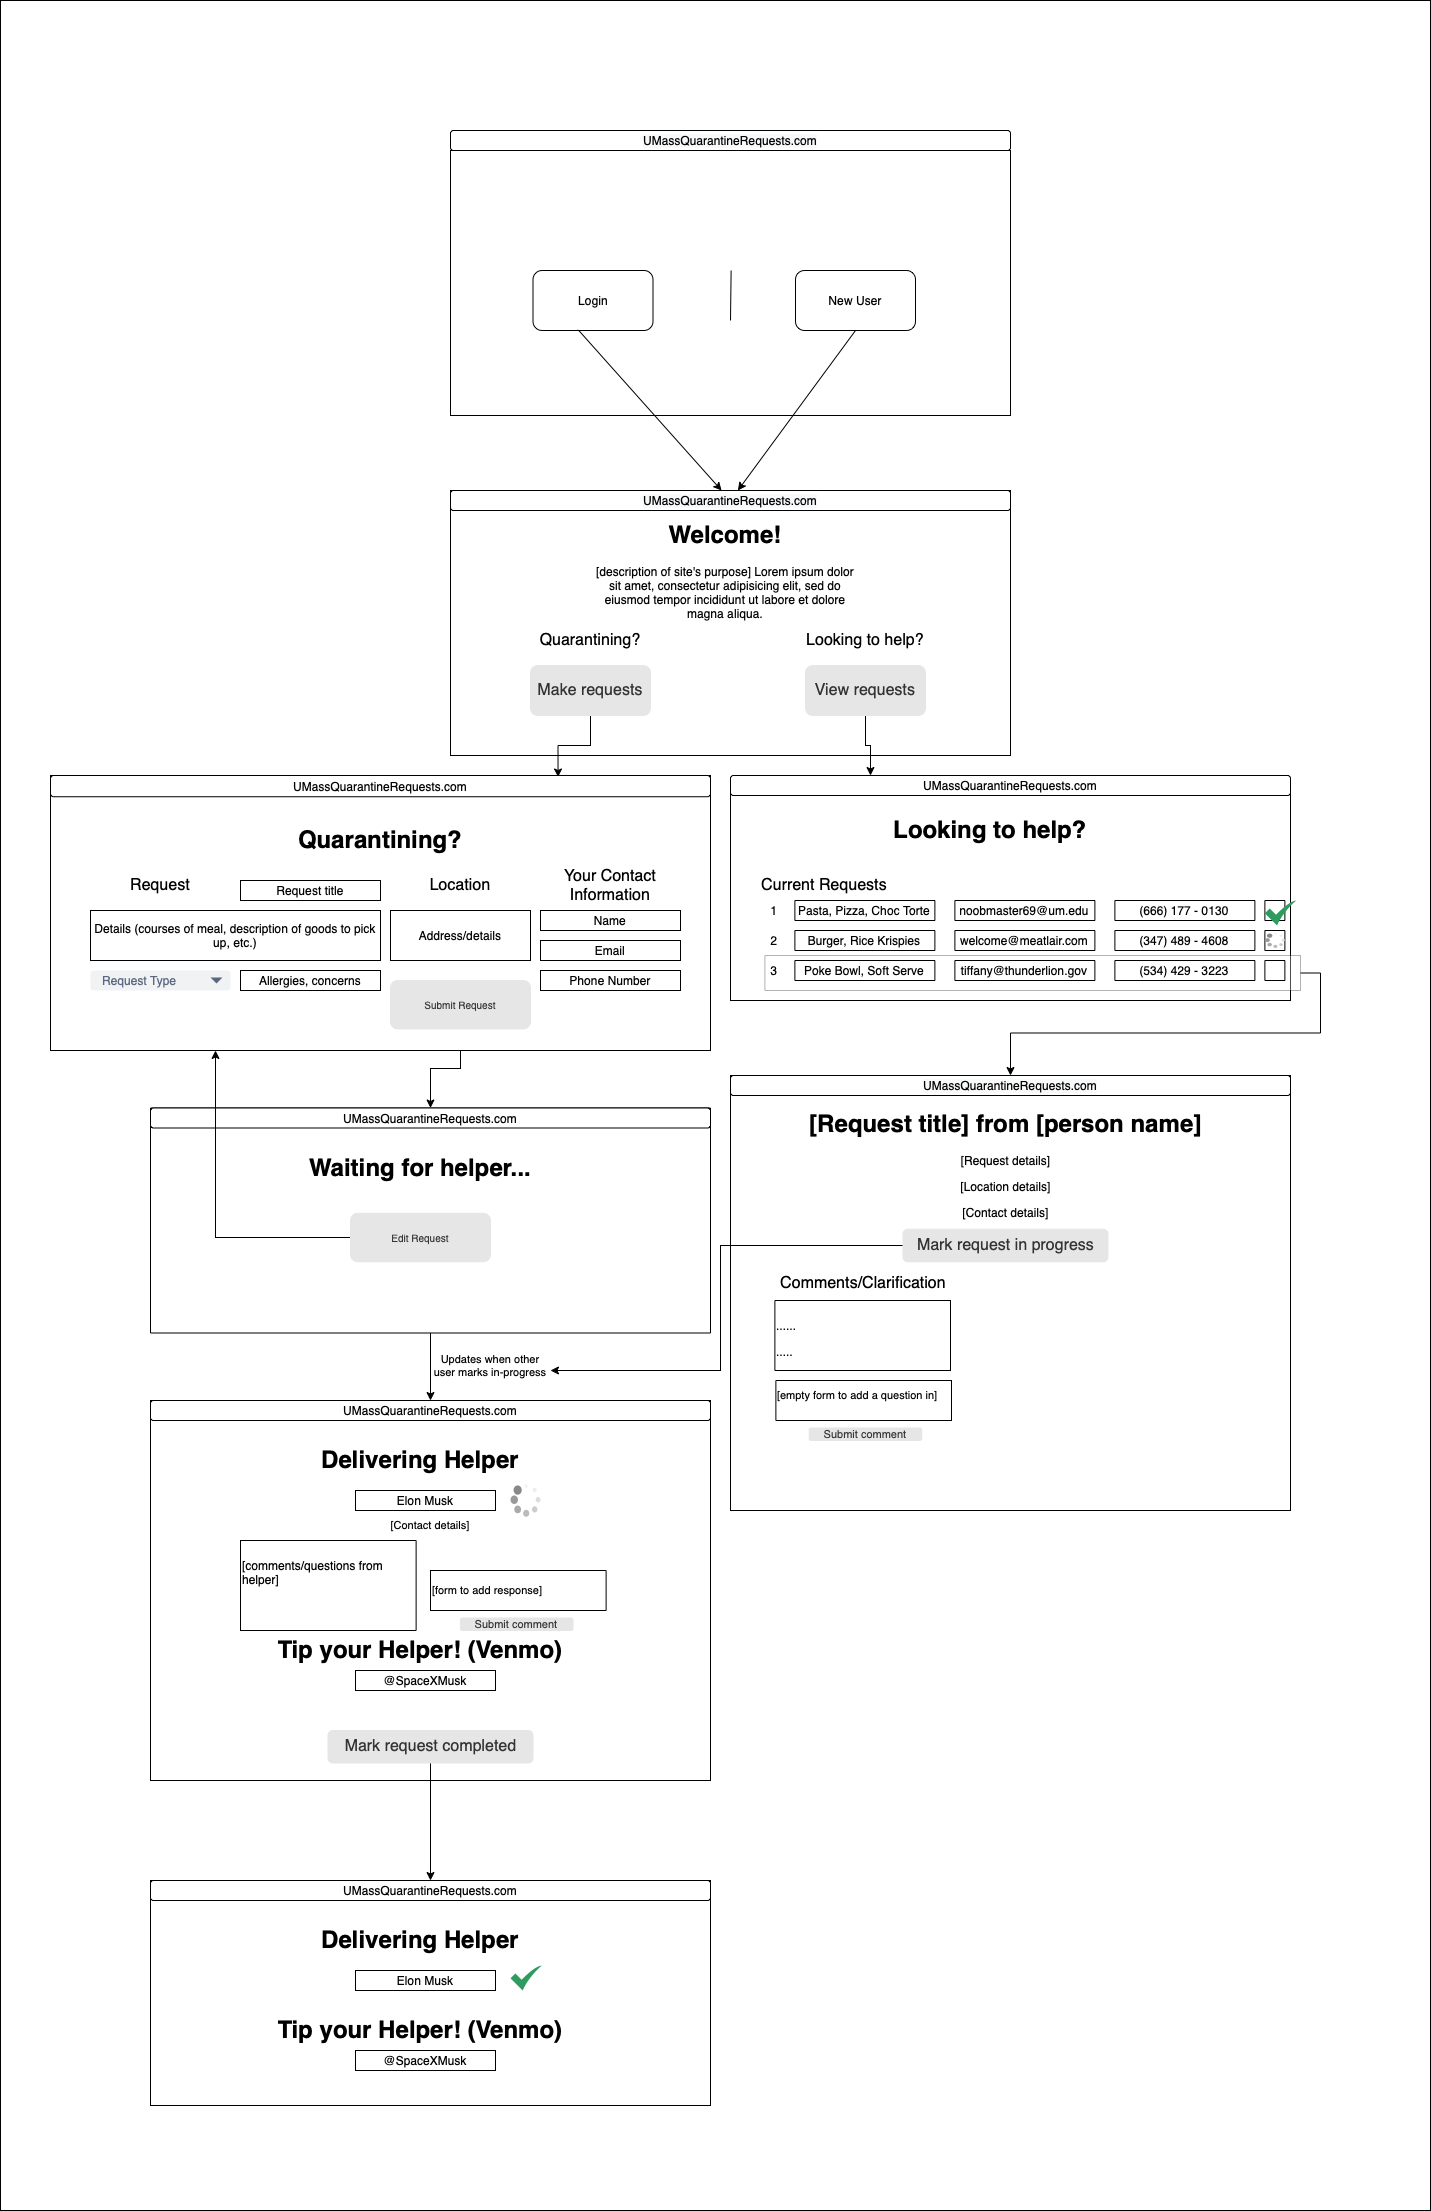 UMassQuarantineRequests.com
Login
New User
UMassQuarantineRequests.com
Welcome!
[description of site's purpose] Lorem ipsum dolor
sit amet, consectetur adipisicing elit, sed do
eiusmod tempor incididunt ut labore et dolore
magna aliqua.
Quarantining?
Looking to help?
Make requests
View requests
UMassQuarantineRequests.com
Quarantining?
Request
Request title
Location
Your Contact
Information
Details (courses of meal, description of goods to pick
up, etc.)
Address/details
Name
Email
Request Type
Allergies, concerns
Phone Number
Submit Request
UMassQuarantineRequests.com
Looking to help?
Current Requests
1 Pasta, Pizza, Choc Torte noobmaster69@um.edu (666) 177 - 0130
2 Burger, Rice Krispies welcome@meatlair.com (347) 489 - 4608
3 Poke Bowl, Soft Serve tiffany@thunderlion.gov (534) 429 - 3223
UMassQuarantineRequests.com
Waiting for helper...
Edit Request
UMassQuarantineRequests.com
[Request title] from [person name]
[Request details]
[Location details]
[Contact details]
Mark request in progress
Comments/Clarification
......
.....
[empty form to add a question in]
Submit comment
Updates when other
user marks in-progress
UMassQuarantineRequests.com
Delivering Helper
Elon Musk
[Contact details]
[comments/questions from
helper]
[form to add response]
Submit comment
Tip your Helper! (Venmo)
@SpaceXMusk
Mark request completed
UMassQuarantineRequests.com
Delivering Helper
Elon Musk
Tip your Helper! (Venmo)
@SpaceXMusk